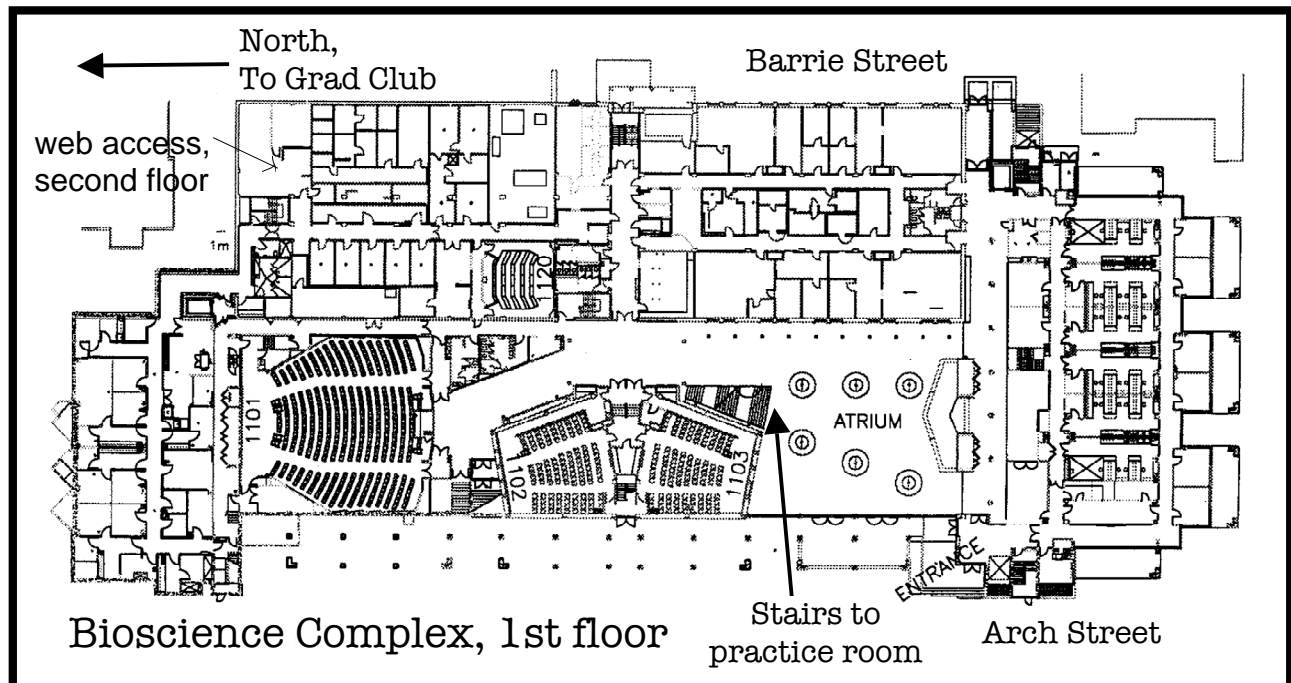 North,
To Grad Club
Barrie Street
web access,
second floor
1m
120
1101
ATRIUM
102
1103
ENTRANCE
Bioscience Complex, 1st floor
Stairs to
practice room
Arch Street